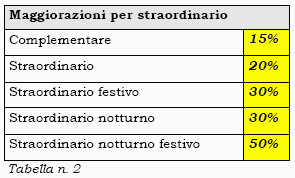 Maggiorazioni per straordinario
Complementare 15%
Straordinario 20%
Straordinario festivo 30%
Straordinario notturno 30%
Straordinario notturno festivo 50%
Tabella n. 2